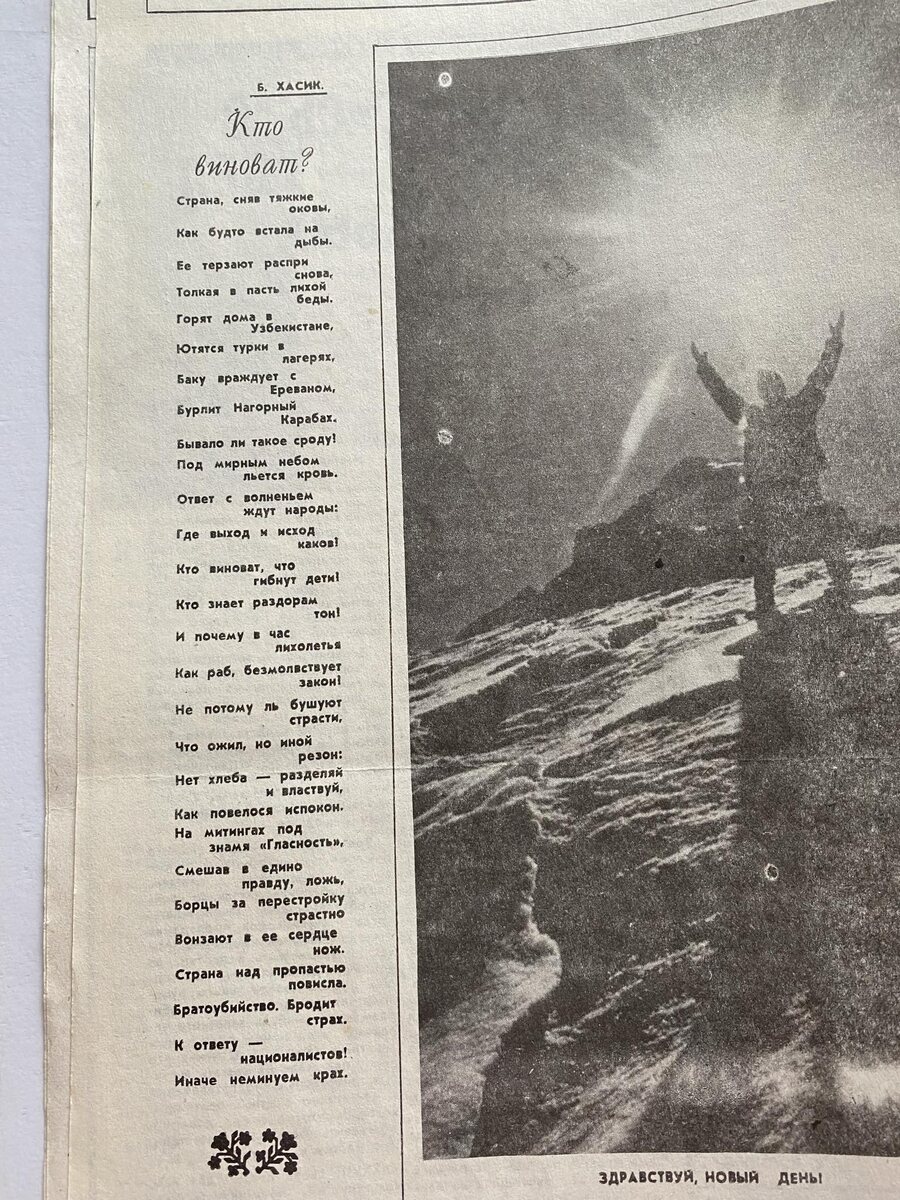 Б. ХАСИК.
Кто
виноват?
Страна, сняв тяжкие
оковы,
Как будто встала на
дыбы.
Ее терзают распри
снова,
Толкая в пасть лихой
беды.
Горят дома в
Узбекистане,
Ютятся турки в
лагерях,
Баку враждует с
Ереваном,
Бурлит Нагорный
Карабах.
Бывало ли такое сроду!
Под мирным небом
льется кровь.
Ответ с волненьем
ждут народы:
Где выход и исход
каков!
Кто виноват, что
гибнут дети!
Кто знает раздорам
тон!
И почему в час
лихолетья
Как раб, безмолвствует
закон!
Не потому ль бушуют
страсти,
Что ожил, но иной
резон:
Нет хлеба — разделяй
и властвуй,
Как повелося испокон.
На митингах под
знамя «Гласность»,
Смешав в едино
правду, ложь,
Борцы за перестройку
страстно
Вонзают в ее сердце
нож.
Страна над пропастью
повисла.
Братоубийство. Бродит
страх.
К ответу —
националистов!
Иначе неминуем крах.
ЗДРАВСТВУЙ, НОВЫЙ ДЕНЬ!